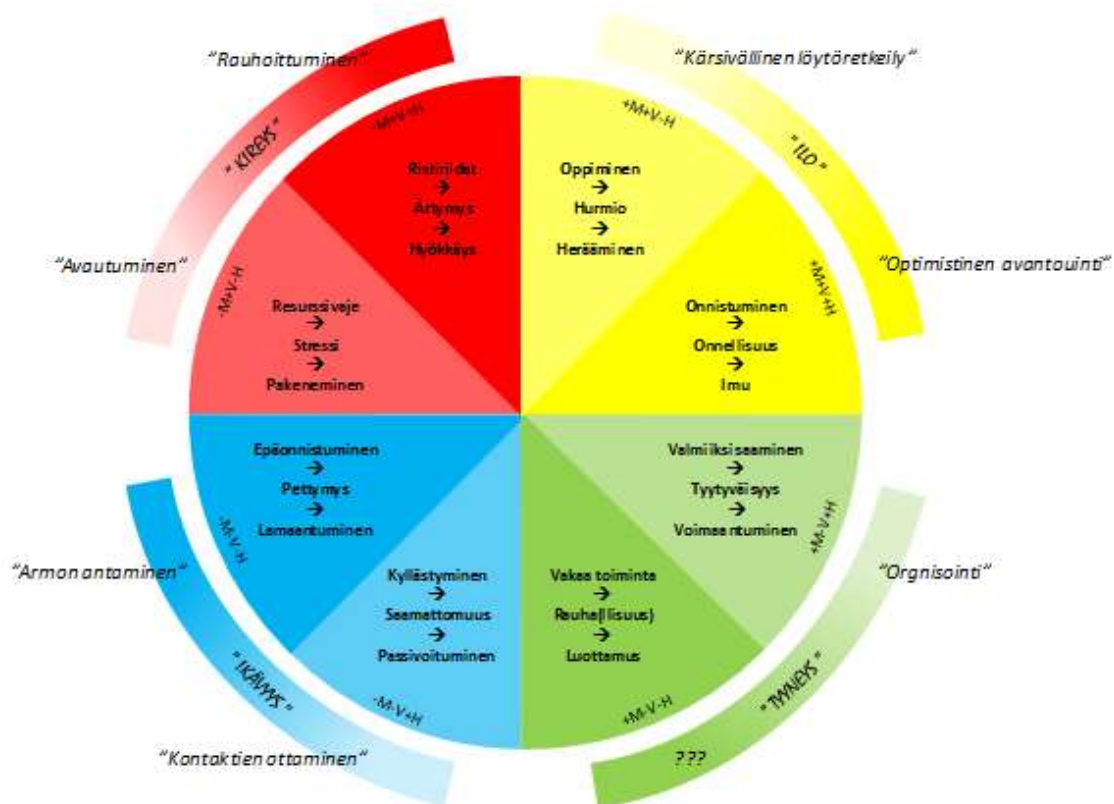 “Rauhoittuminen”
“Kärsivällinen löytöretkeily”
“KIREYS”
“ILO”
-M+V+H
+M+V-H
Ristiriidat
→
Ärtymys
→
Hyökkäys
Oppiminen
→
Hurmio
→
Herääminen
“Avautuminen”
“Optimistinen avantouinti”
-M+V-H
+M+V+H
Resurssivaje
→
Stressi
→
Pakeneminen
Onnistuminen
→
Onnellisuus
→
Imu
Epäonnistuminen
→
Pettymys
→
Lamaantuminen
Valmiiksisaaminen
→
Tyytyväisyys
→
Voimaantuminen
-M-V-H
+M-V+H
“Armon antaminen”
“Orgnisointi”
Kyllästyminen
→
Saamattomuus
→
Passivoituminen
Vakaa toiminta
→
Rauha(llisuus)
→
Luottamus
-M-V+H
+M-V-H
“IKÄVYYS”
“TYYNEYS”
“Kontaktien ottaminen”
???